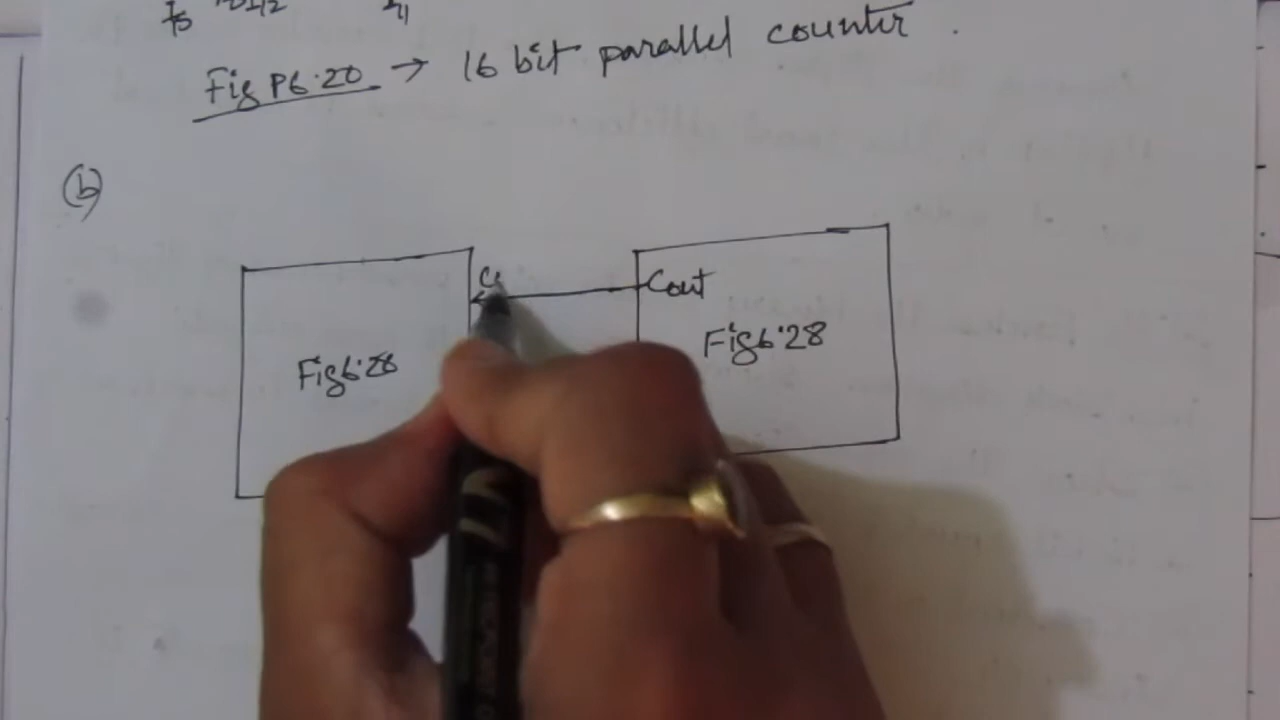 Fig P6.20 → 16 bit parallel counter.
(b)
Cout
Fig 6.28
Fig 6.28